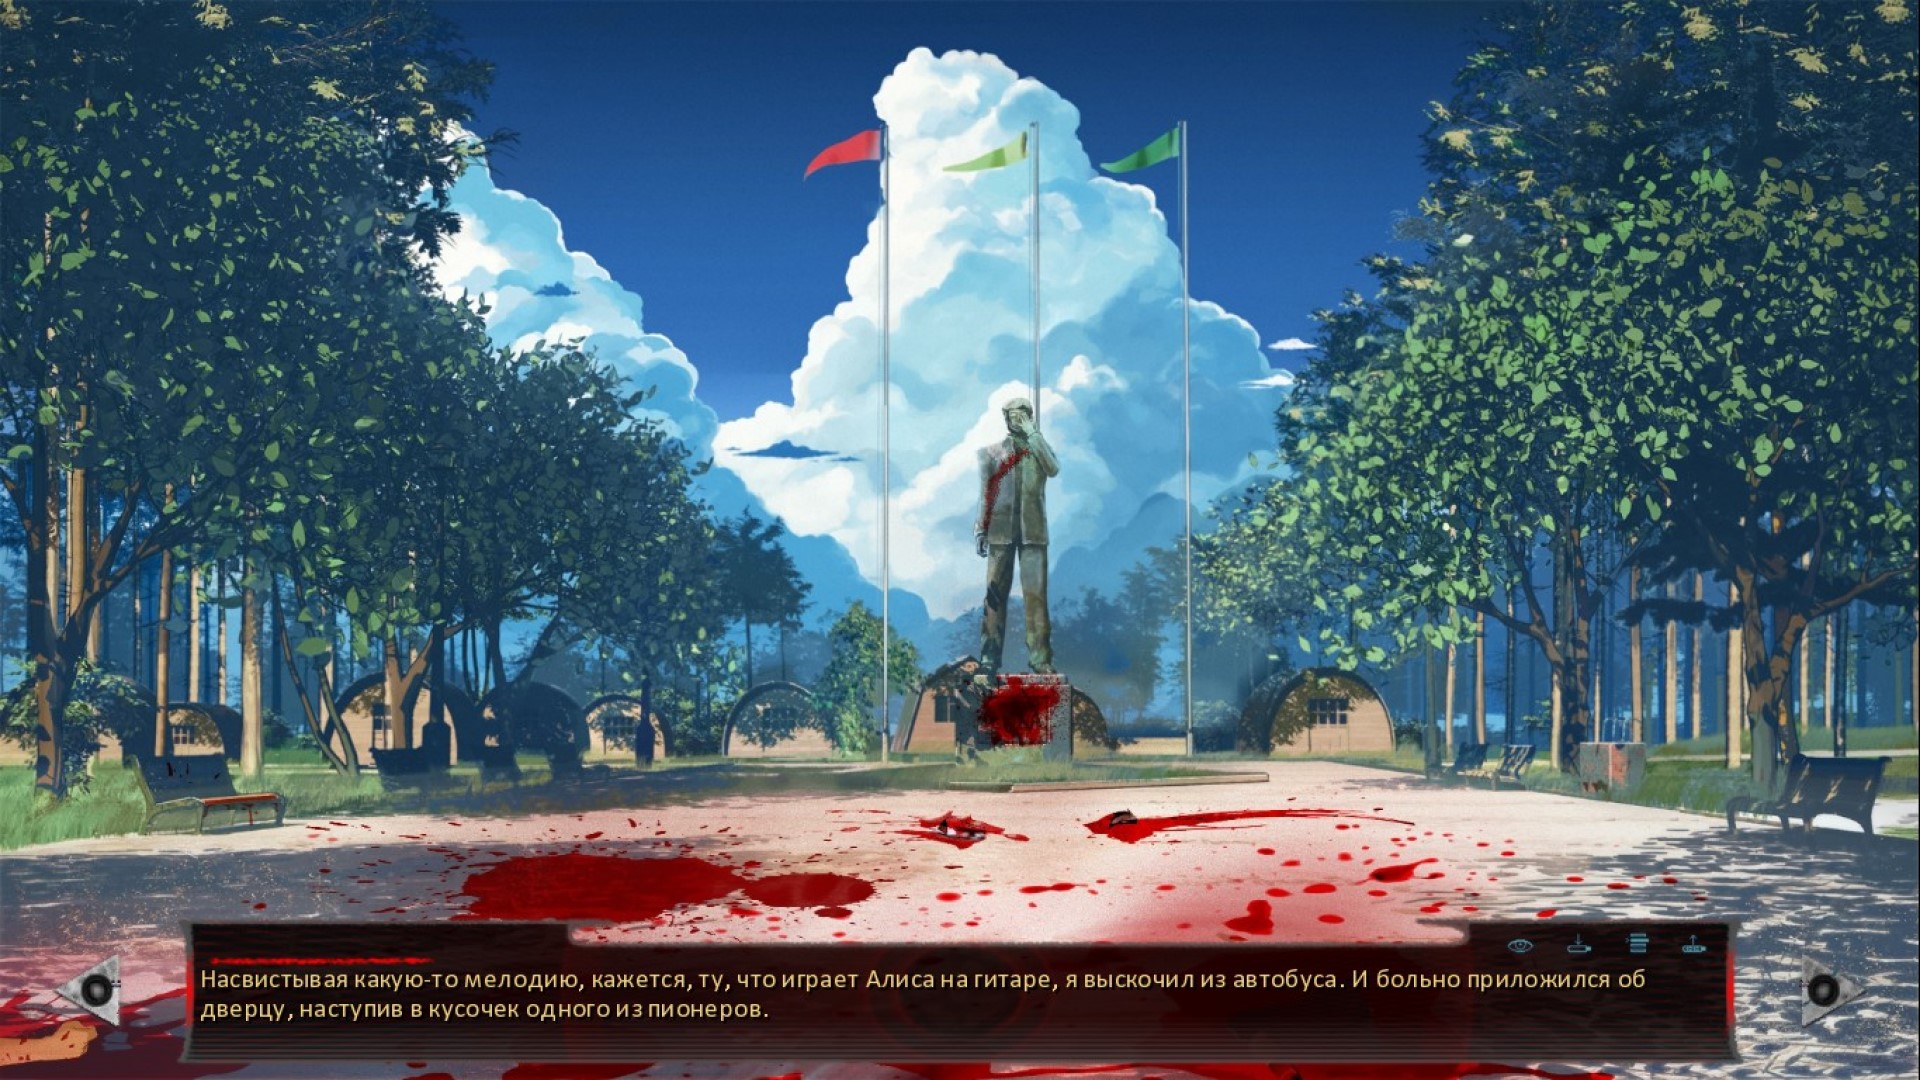 Насвистывая какую-то мелодию, кажется, ту, что играет Алиса на гитаре, я выскочил из автобуса. И больно приложился об
дверцу, наступив в кусочек одного из пионеров.